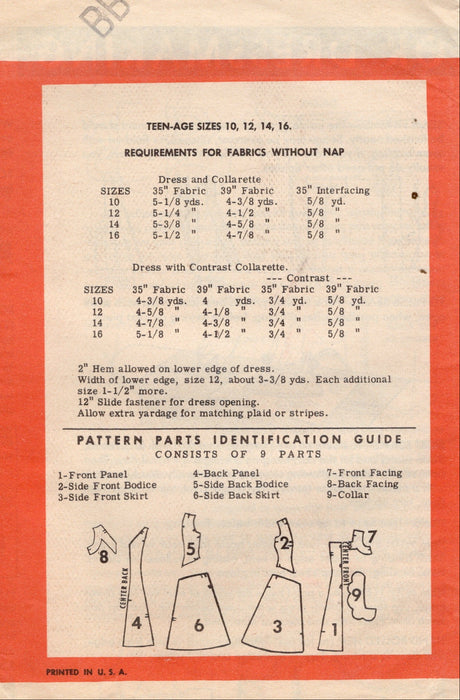 BB
TEEN-AGE SIZES 10, 12, 14, 16.
REQUIREMENTS FOR FABRICS WITHOUT NAP
Dress and Collarette
SIZES 35" Fabric 39" Fabric 35" Interfacing
10 5-1/8 yds. 4-3/8 yds. 5/8 yd.
12 5-1/4 " 4-1/2 " 5/8 "
14 5-3/8 " 4-5/8 " 5/8 "
16 5-1/2 " 4-7/8 " 5/8 "
Dress with Contrast Collarette.
--- Contrast ---
SIZES 35" Fabric 39" Fabric 35" Fabric 39" Fabric
10 4-3/8 yds. 4 yds. 3/4 yd. 5/8 yd.
12 4-5/8 " 4-1/8 " 3/4 " 5/8 "
14 4-7/8 " 4-3/8 " 3/4 " 5/8 "
16 5-1/8 " 4-1/2 " 3/4 " 5/8 "
2" Hem allowed on lower edge of dress.
Width of lower edge, size 12, about 3-3/8 yds. Each additional
size 1-1/2" more.
12" Slide fastener for dress opening.
Allow extra yardage for matching plaid or stripes.
PATTERN PARTS IDENTIFICATION GUIDE
CONSISTS OF 9 PARTS
1-Front Panel 4-Back Panel 7-Front Facing
2-Side Front Bodice 5-Side Back Bodice 8-Back Facing
3-Side Front Skirt 6-Side Back Skirt 9-Collar
8
CENTER BACK
4
5
6
2
3
1
CENTER FRONT
7
9
PRINTED IN U. S. A.